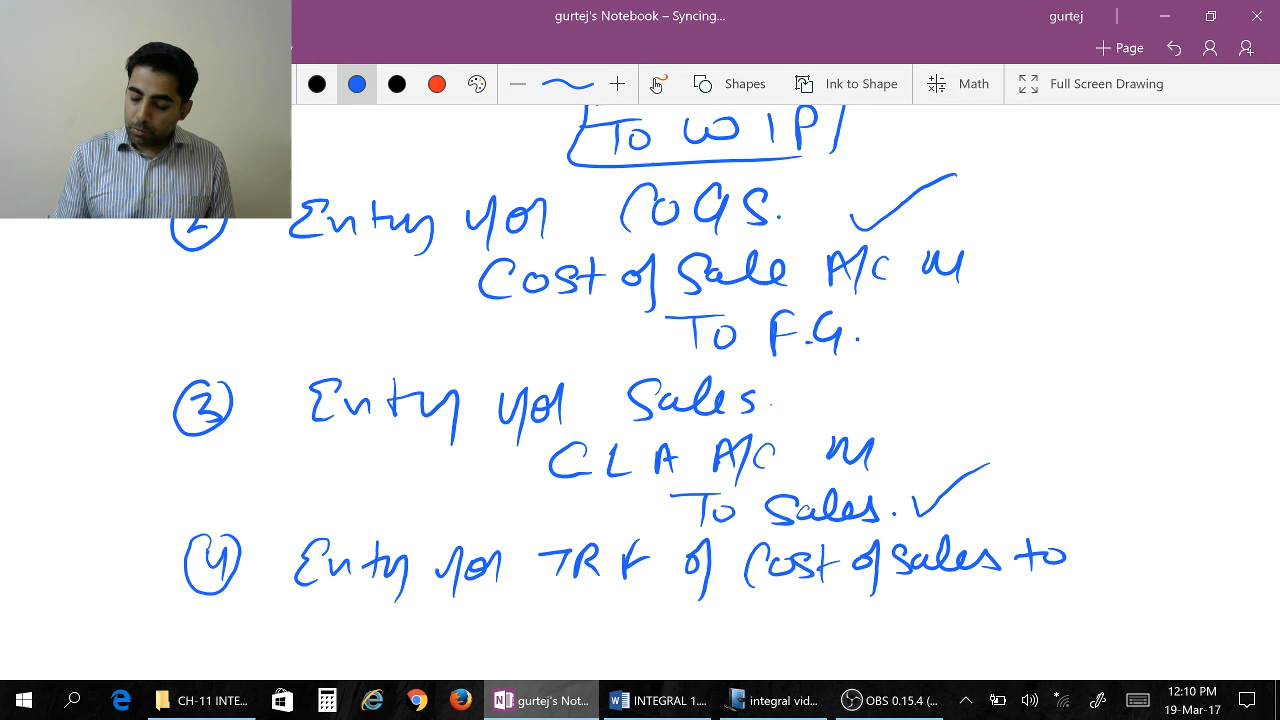 gurtej's Notebook – Syncing...
gurtej
Page
Shapes
Ink to Shape
Math
Full Screen Drawing
To WIP
② Entry for COGS.
Cost of Sale A/C Dr
To F.G.
③ Entry for Sales.
CLA A/C Dr
To Sales.
④ Entry for TRF of Cost of sales to
CH-11 INTE...
gurtej's Not...
INTEGRAL 1...
integral vid...
OBS 0.15.4 (...
12:10 PM
19-Mar-17